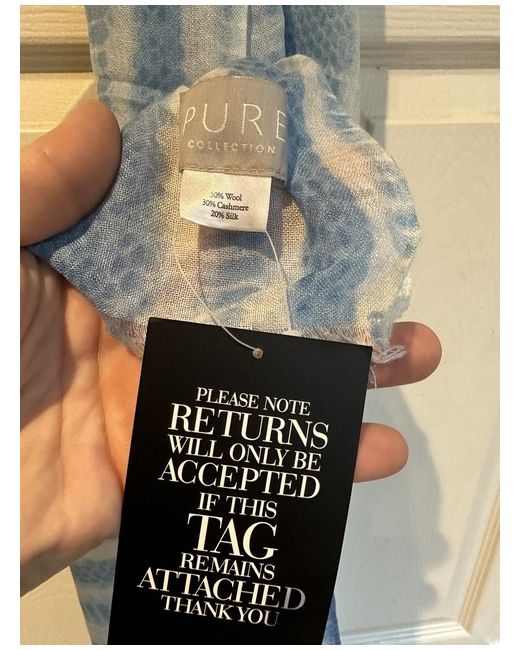 PURE
COLLECTION
50% Wool
30% Cashmere
20% Silk
PLEASE NOTE
RETURNS
WILL ONLY BE
ACCEPTED
IF THIS
TAG
REMAINS
ATTACHED
THANK YOU